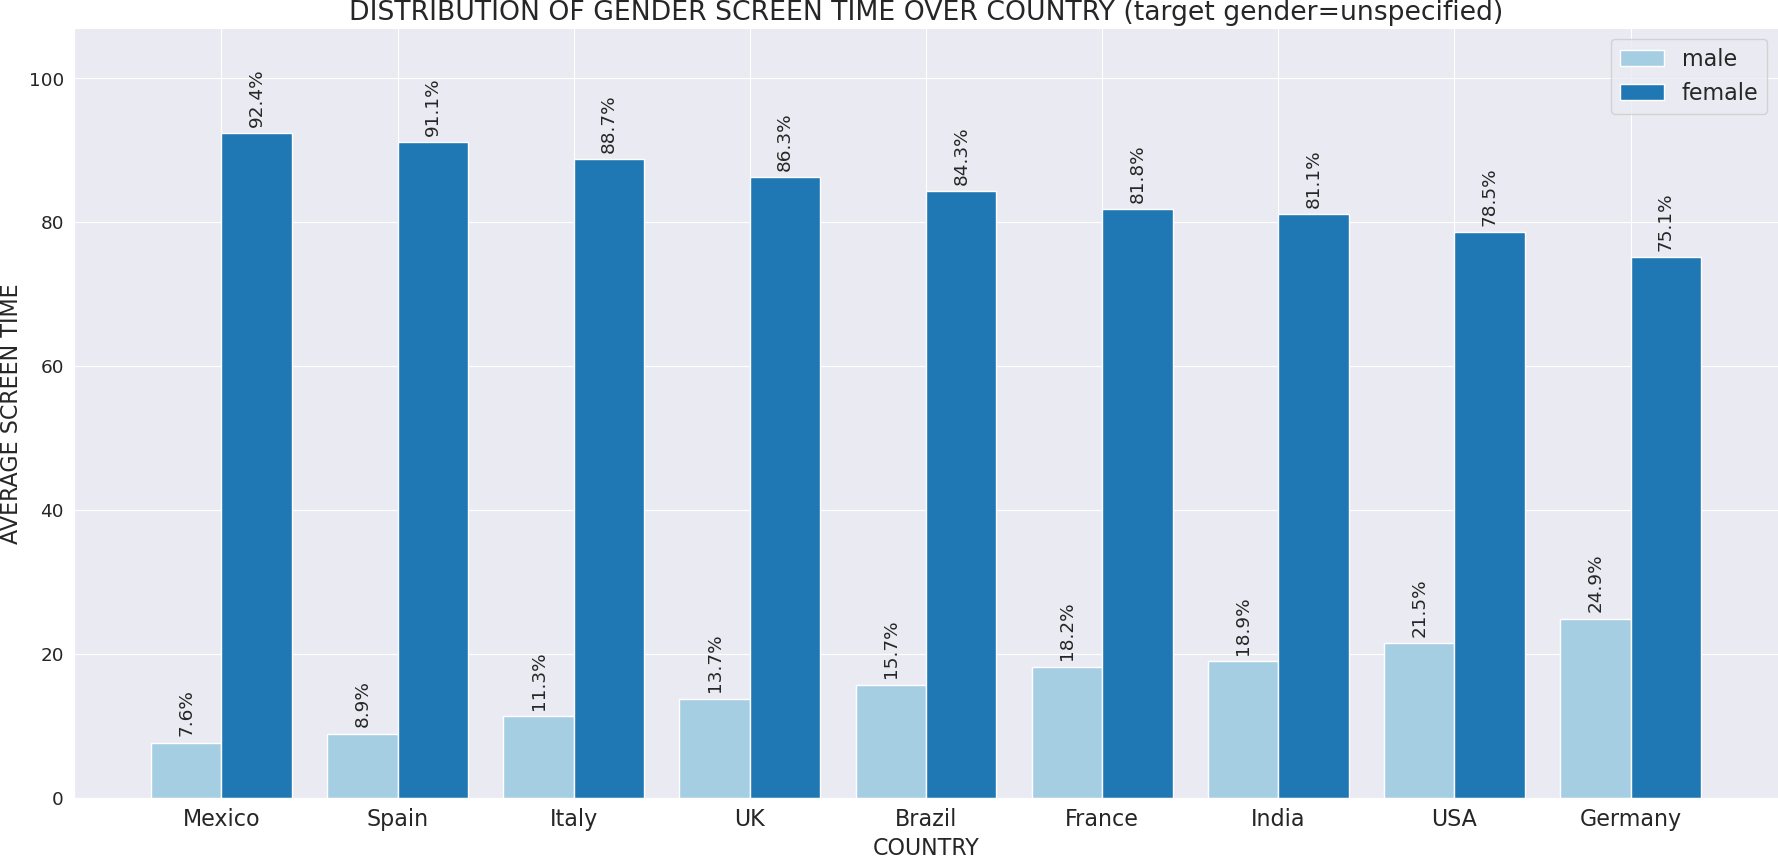 DISTRIBUTION OF GENDER SCREEN TIME OVER COUNTRY (target gender=unspecified)
male
female
AVERAGE SCREEN TIME
100
80
60
40
20
0
7.6%
92.4%
8.9%
91.1%
11.3%
88.7%
13.7%
86.3%
15.7%
84.3%
18.2%
81.8%
18.9%
81.1%
21.5%
78.5%
24.9%
75.1%
Mexico
Spain
Italy
UK
Brazil
France
India
USA
Germany
COUNTRY